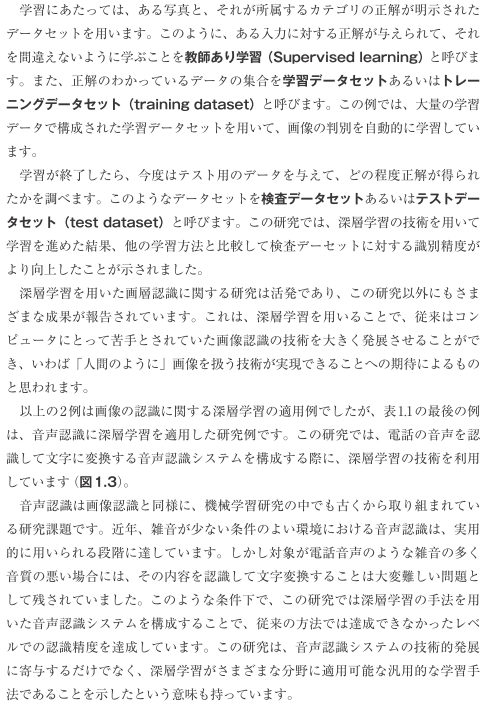 学習にあたっては、ある写真と、それが所属するカテゴリの正解が明示された
データセットを用います。このように、ある入力に対する正解が与えられて、それ
を間違えないように学ぶことを教師あり学習（Supervised learning）と呼びま
す。また、正解のわかっているデータの集合を学習データセットあるいはトレー
ニングデータセット（training dataset）と呼びます。この例では、大量の学習
データで構成された学習データセットを用いて、画像の判別を自動的に学習してい
ます。
学習が終了したら、今度はテスト用のデータを与えて、どの程度正解が得られ
たかを調べます。このようなデータセットを検査データセットあるいはテストデー
タセット（test dataset）と呼びます。この研究では、深層学習の技術を用いて
学習を進めた結果、他の学習方法と比較して検査デーセットに対する識別精度が
より向上したことが示されました。
深層学習を用いた画層認識に関する研究は活発であり、この研究以外にもさま
ざまな成果が報告されています。これは、深層学習を用いることで、従来はコン
ピュータにとって苦手とされていた画像認識の技術を大きく発展させることがで
き、いわば「人間のように」画像を扱う技術が実現できることへの期待によるもの
と思われます。
以上の2例は画像の認識に関する深層学習の適用例でしたが、表1.1の最後の例
は、音声認識に深層学習を適用した研究例です。この研究では、電話の音声を認
識して文字に変換する音声認識システムを構成する際に、深層学習の技術を利用
しています（図1.3）。
音声認識は画像認識と同様に、機械学習研究の中でも古くから取り組まれてい
る研究課題です。近年、雑音が少ない条件のよい環境における音声認識は、実用
的に用いられる段階に達しています。しかし対象が電話音声のような雑音の多く
音質の悪い場合には、その内容を認識して文字変換することは大変難しい問題と
して残されていました。このような条件下で、この研究では深層学習の手法を用
いた音声認識システムを構成することで、従来の方法では達成できなかったレベ
ルでの認識精度を達成しています。この研究は、音声認識システムの技術的発展
に寄与するだけでなく、深層学習がさまざまな分野に適用可能な汎用的な学習手
法であることを示したという意味も持っています。